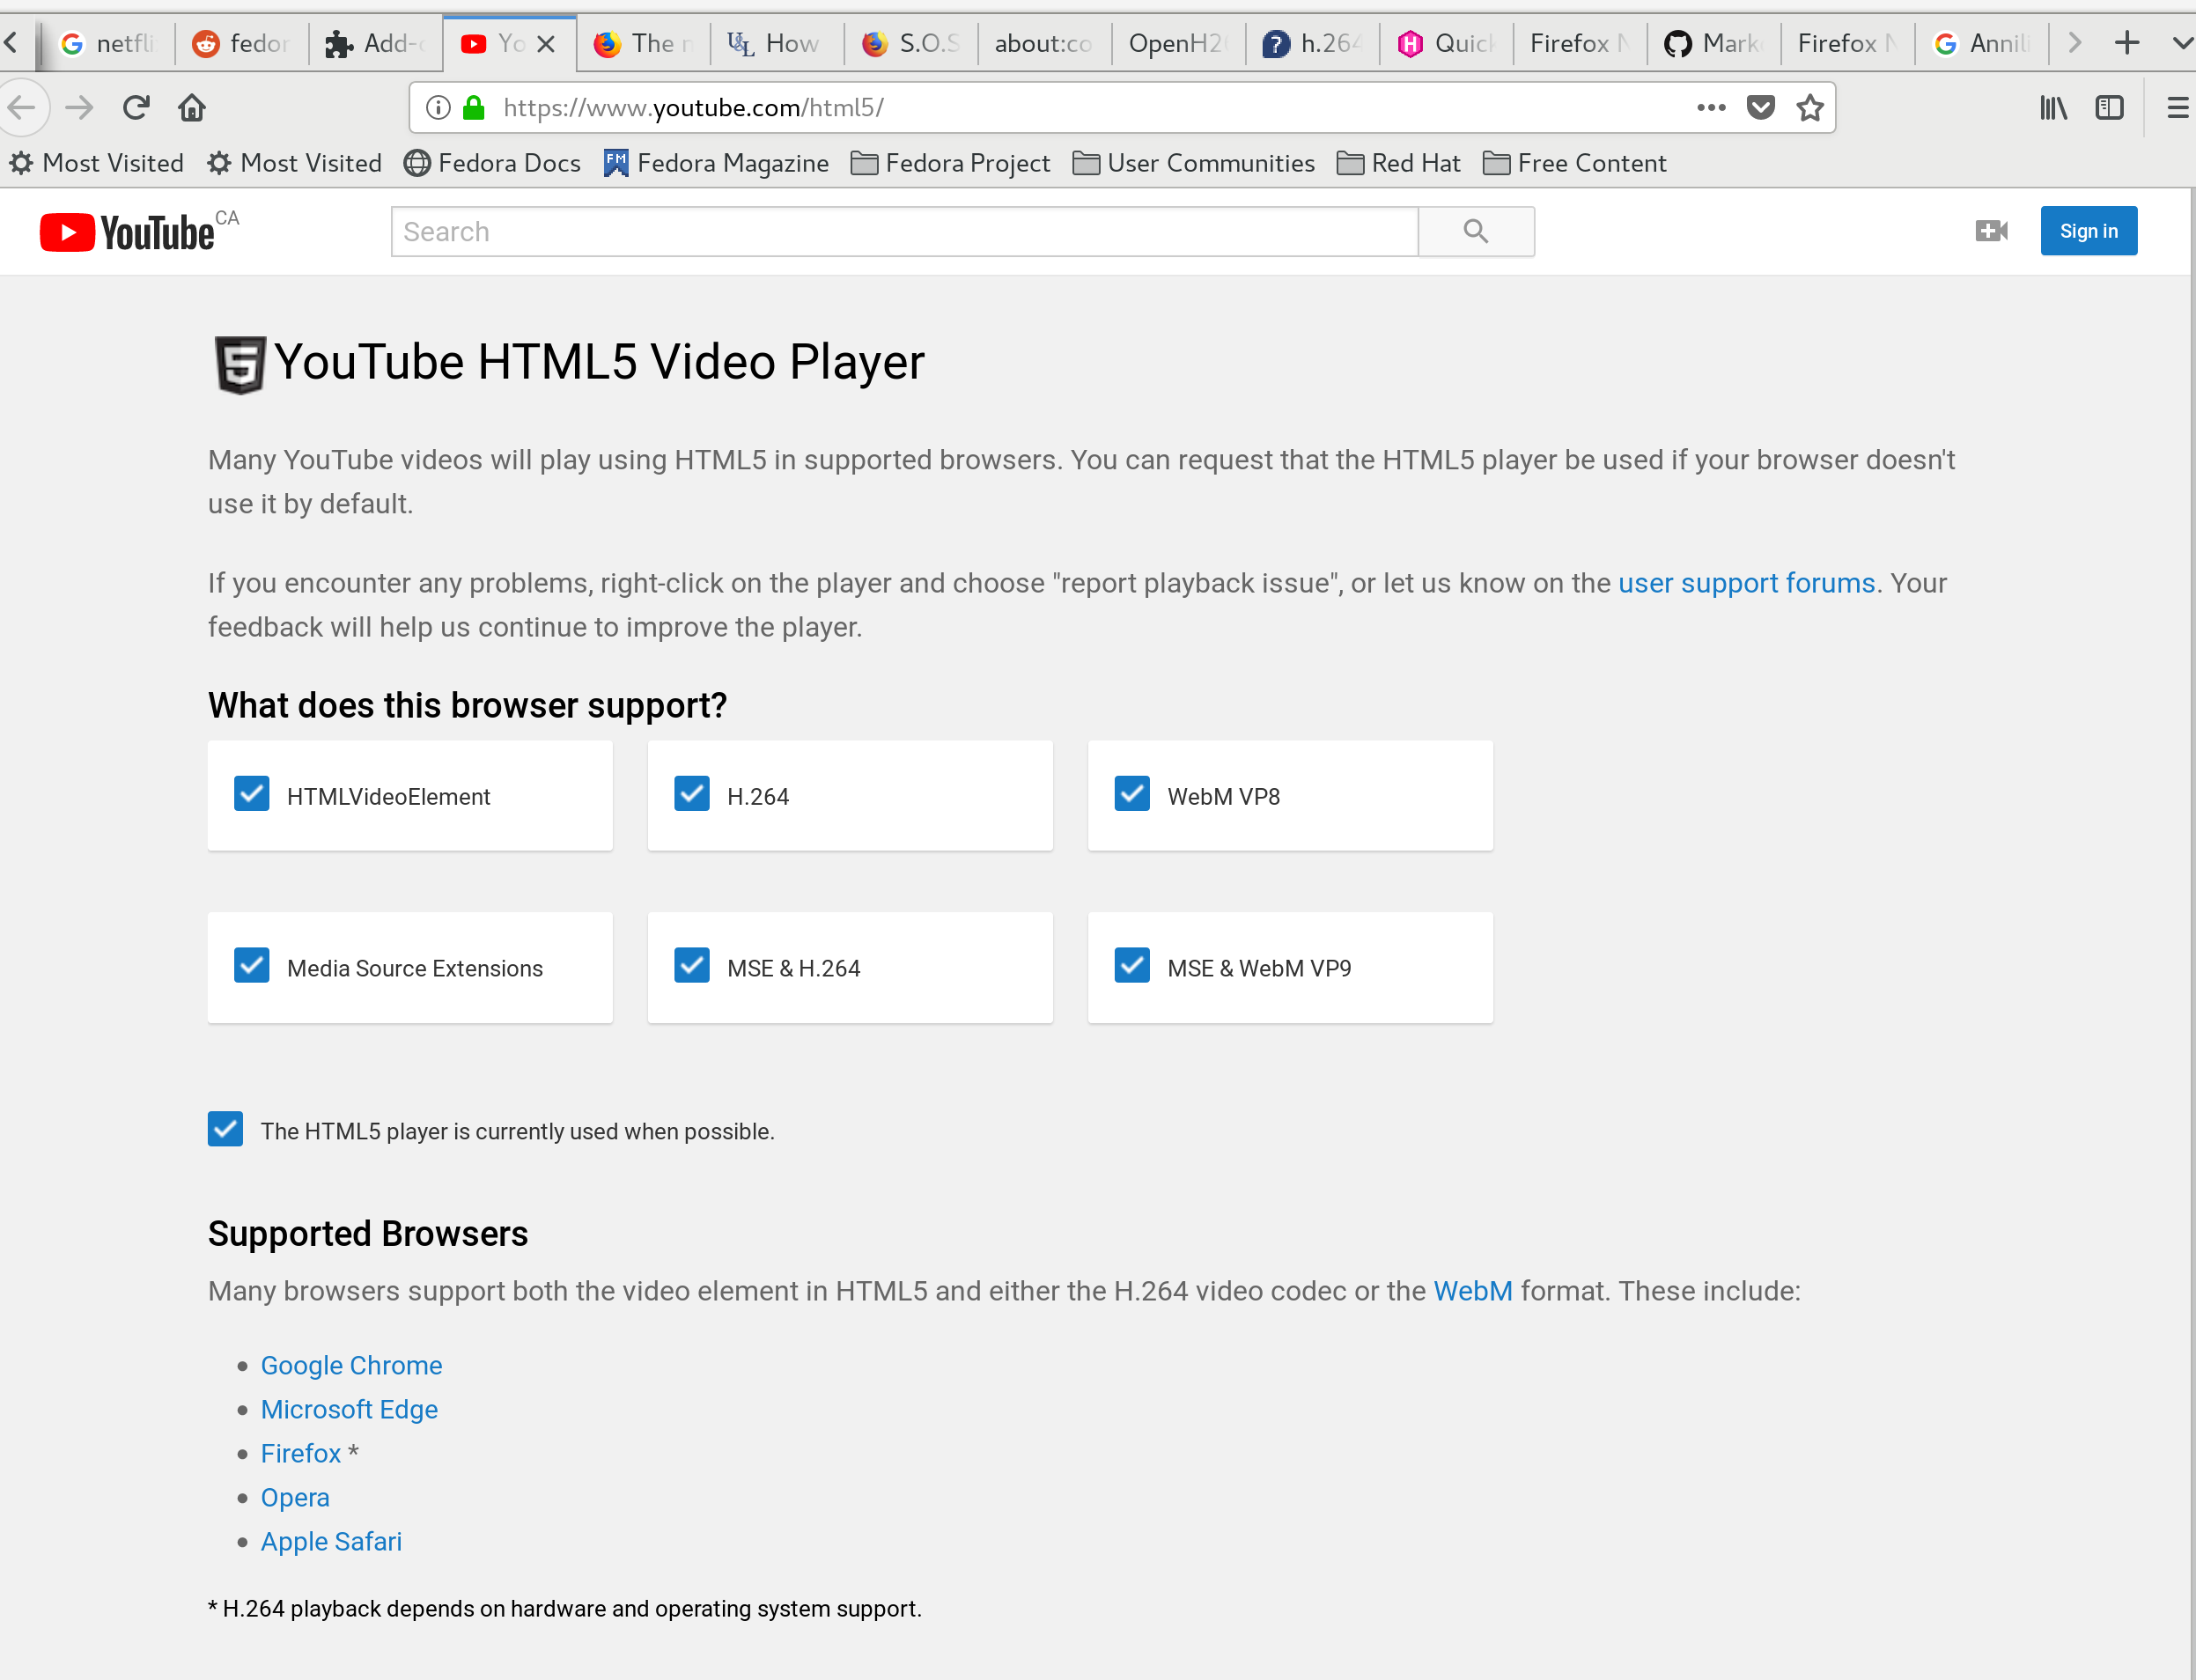 netfli
fedor
Add-
Yo
The
How
S.O.S
about:co
OpenH2
h.264
Quic
Firefox
Mark
Firefox
Annil
https://www.youtube.com/html5/
Most Visited
Most Visited
Fedora Docs
FM
Fedora Magazine
Fedora Project
User Communities
Red Hat
Free Content
YouTube CA
Search
Sign in
YouTube HTML5 Video Player
Many YouTube videos will play using HTML5 in supported browsers. You can request that the HTML5 player be used if your browser doesn't
use it by default.
If you encounter any problems, right-click on the player and choose "report playback issue", or let us know on the user support forums. Your
feedback will help us continue to improve the player.
What does this browser support?
HTMLVideoElement
H.264
WebM VP8
Media Source Extensions
MSE & H.264
MSE & WebM VP9
The HTML5 player is currently used when possible.
Supported Browsers
Many browsers support both the video element in HTML5 and either the H.264 video codec or the WebM format. These include:
• Google Chrome
• Microsoft Edge
• Firefox *
• Opera
• Apple Safari
* H.264 playback depends on hardware and operating system support.